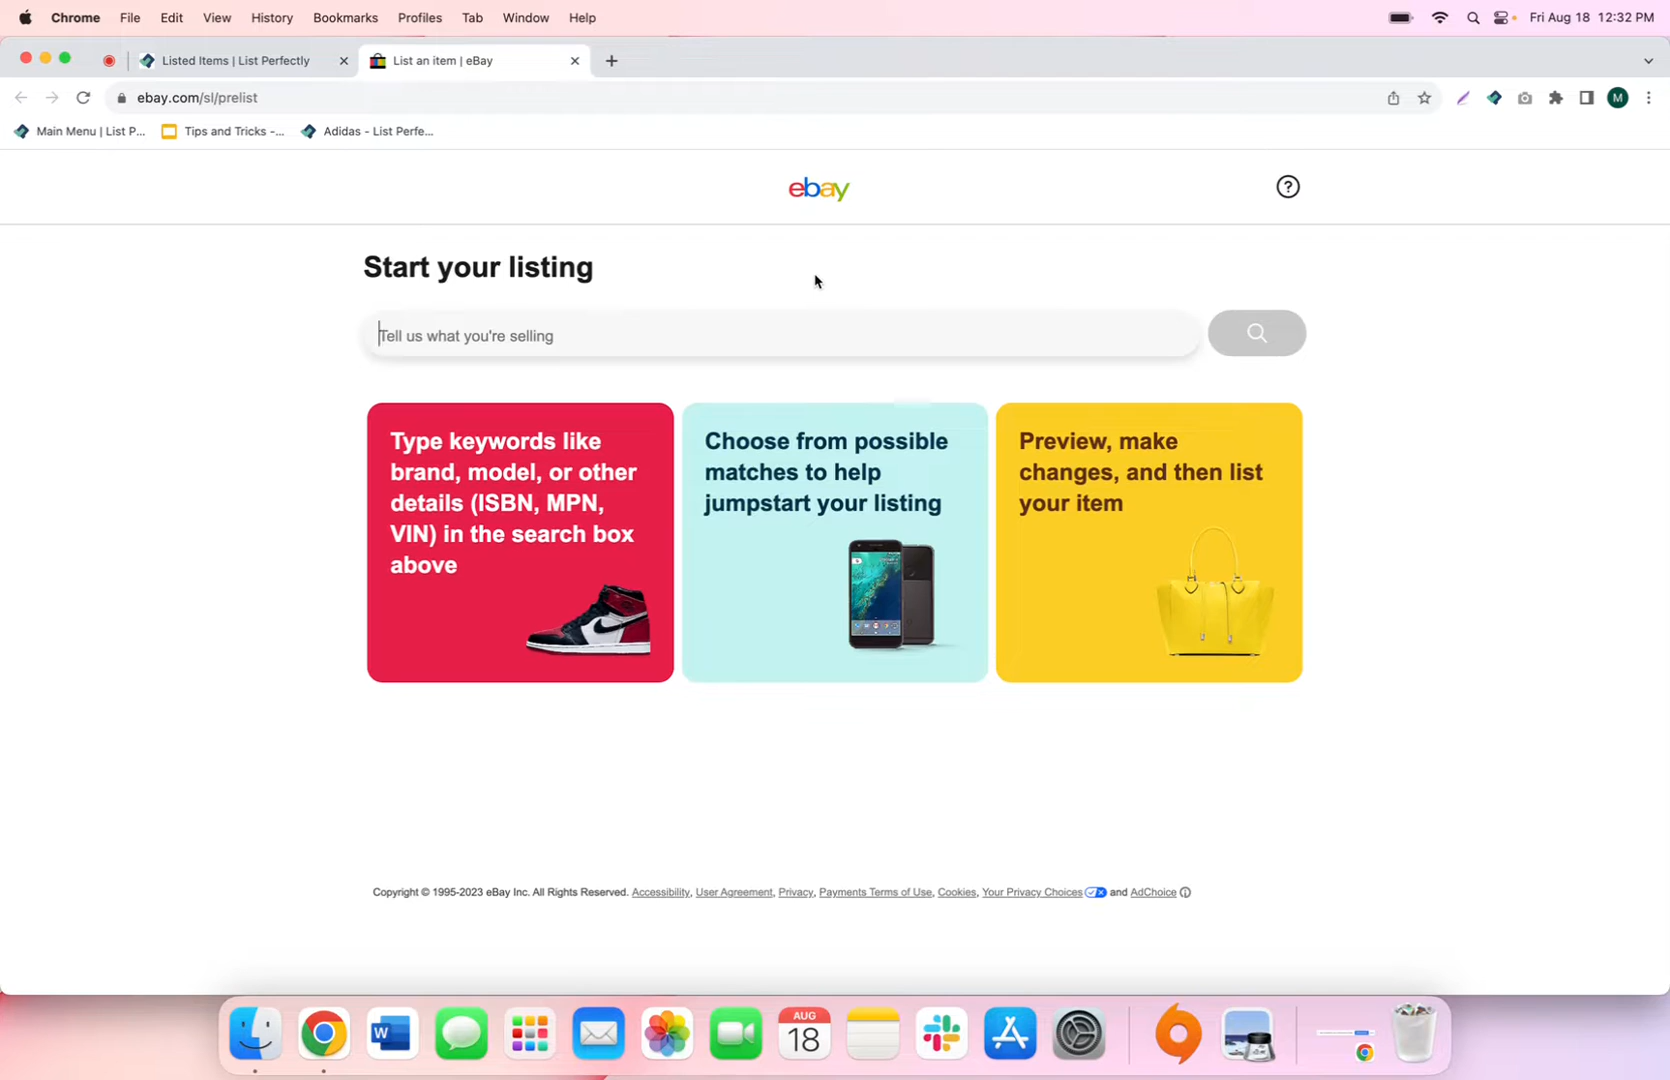 Chrome File Edit View History Bookmarks Profiles Tab Window Help Fri Aug 18 12:32 PM
Listed Items | List Perfectly List an item | eBay
ebay.com/sl/prelist M
Main Menu | List P... Tips and Tricks -... Adidas - List Perfe...
ebay
Start your listing
Tell us what you're selling
Type keywords like
brand, model, or other
details (ISBN, MPN,
VIN) in the search box
above
Choose from possible
matches to help
jumpstart your listing
Preview, make
changes, and then list
your item
Copyright © 1995-2023 eBay Inc. All Rights Reserved. Accessibility, User Agreement, Privacy, Payments Terms of Use, Cookies, Your Privacy Choices and AdChoice
W AUG
18